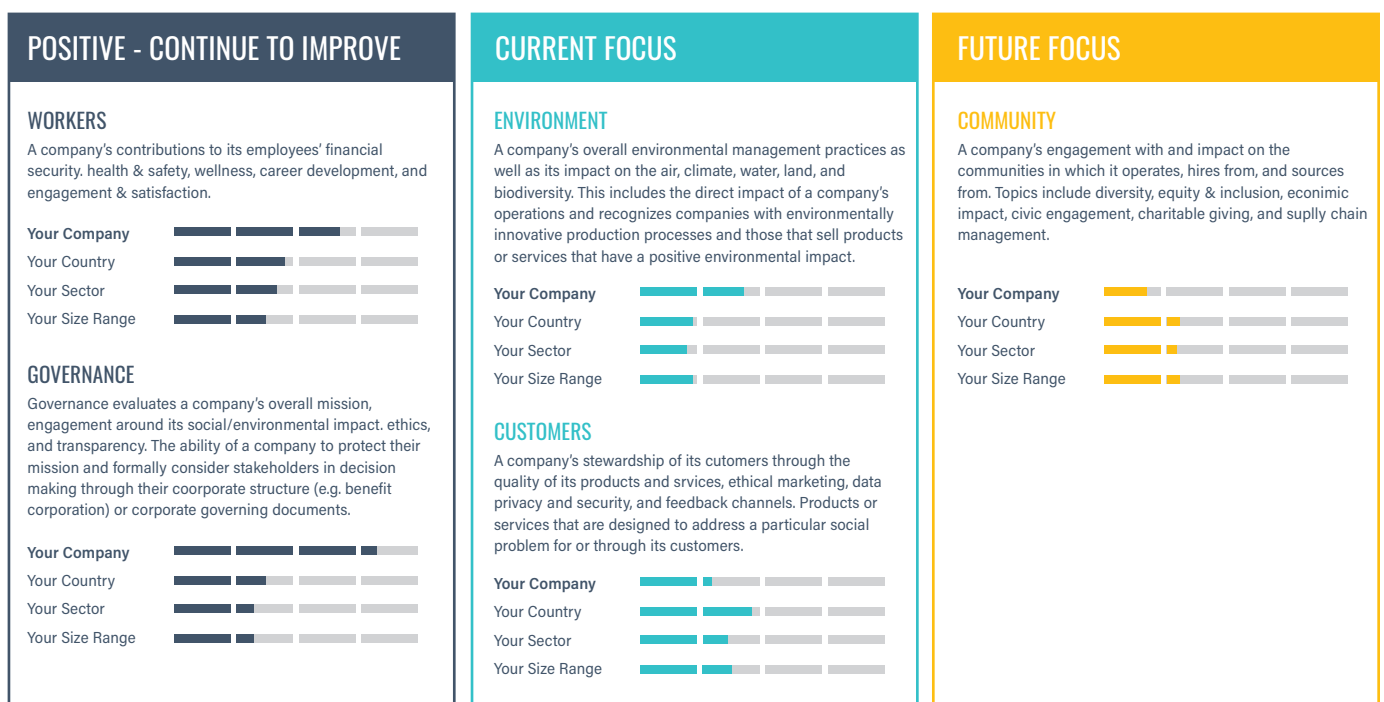 POSITIVE - CONTINUE TO IMPROVE
WORKERS
A company's contributions to its employees' financial
security. health & safety, wellness, career development, and
engagement & satisfaction.
Your Company
Your Country
Your Sector
Your Size Range
GOVERNANCE
Governance evaluates a company's overall mission,
engagement around its social/environmental impact. ethics,
and transparency. The ability of a company to protect their
mission and formally consider stakeholders in decision
making through their coorporate structure (e.g. benefit
corporation) or corporate governing documents.
Your Company
Your Country
Your Sector
Your Size Range
CURRENT FOCUS
ENVIRONMENT
A company's overall environmental management practices as
well as its impact on the air, climate, water, land, and
biodiversity. This includes the direct impact of a company's
operations and recognizes companies with environmentally
innovative production processes and those that sell products
or services that have a positive environmental impact.
Your Company
Your Country
Your Sector
Your Size Range
CUSTOMERS
A company's stewardship of its cutomers through the
quality of its products and srvices, ethical marketing, data
privacy and security, and feedback channels. Products or
services that are designed to address a particular social
problem for or through its customers.
Your Company
Your Country
Your Sector
Your Size Range
FUTURE FOCUS
COMMUNITY
A company's engagement with and impact on the
communities in which it operates, hires from, and sources
from. Topics include diversity, equity & inclusion, econimic
impact, civic engagement, charitable giving, and suplly chain
management.
Your Company
Your Country
Your Sector
Your Size Range